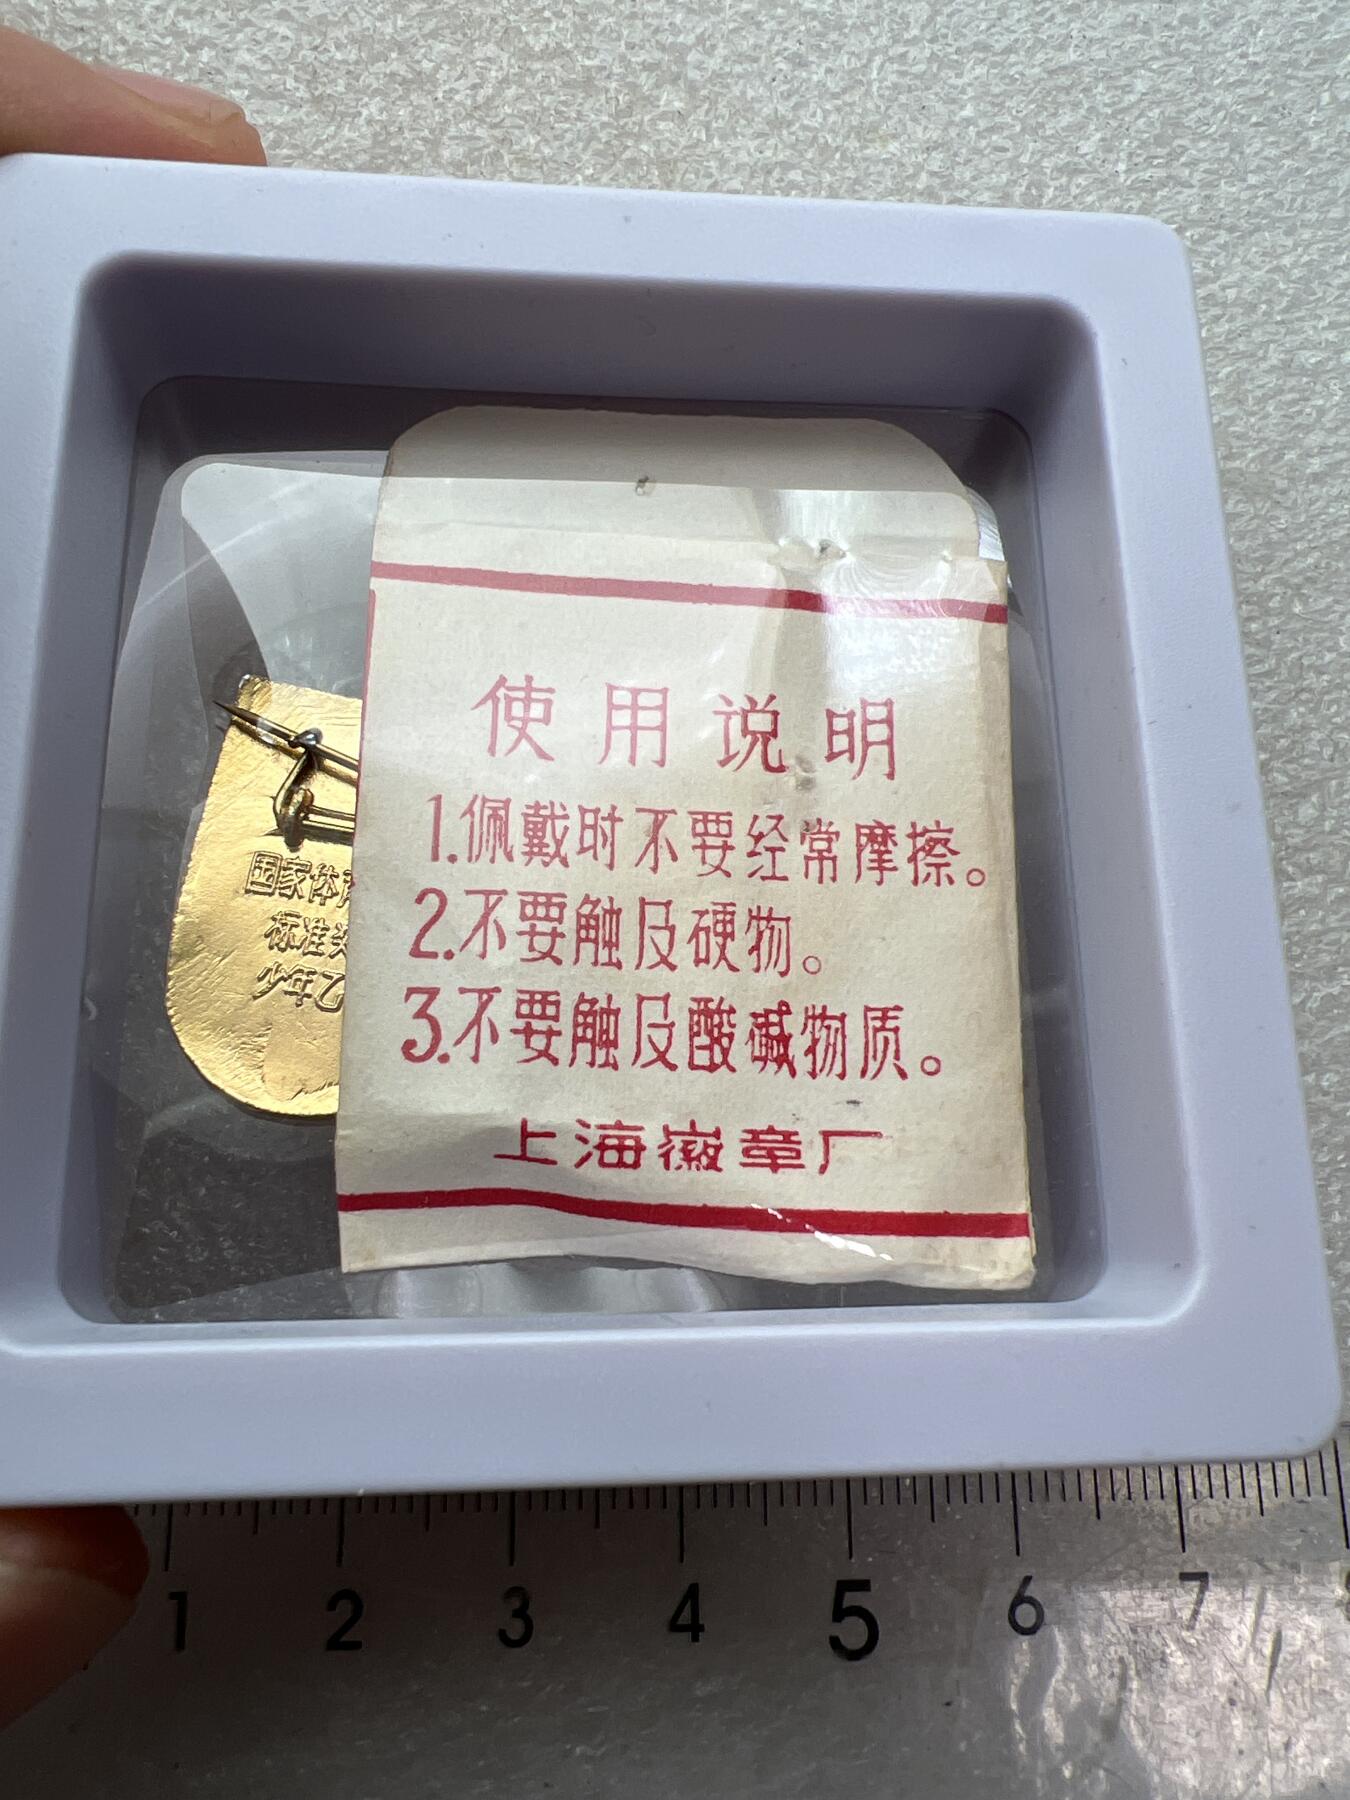 使用说明
1.佩戴时不要经常摩擦。
2.不要触及硬物。
3.不要触及酸碱物质。
上海徽章厂
国家体
标准
少年乙
1 2 3 4 5 6 7